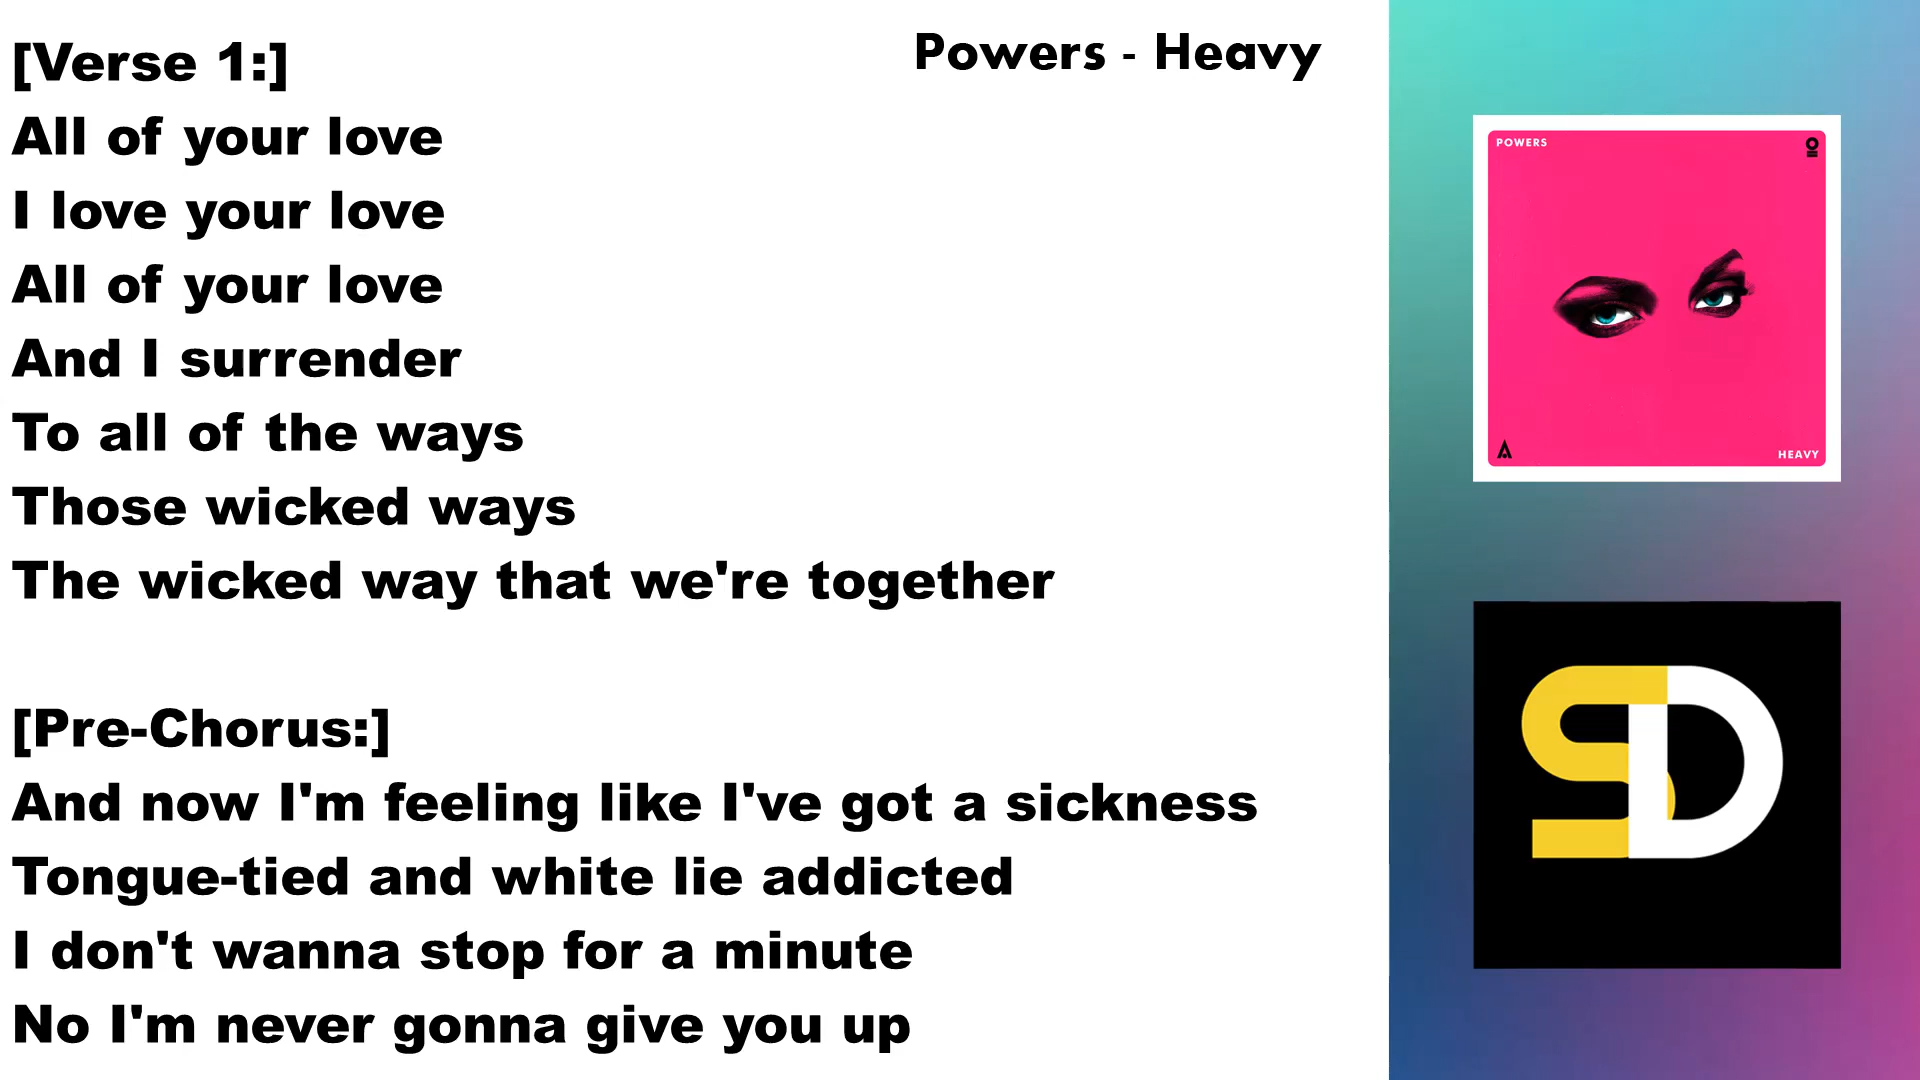 [Verse 1:]
All of your love
I love your love
All of your love
And I surrender
To all of the ways
Those wicked ways
The wicked way that we're together
[Pre-Chorus:]
And now I'm feeling like I've got a sickness
Tongue-tied and white lie addicted
I don't wanna stop for a minute
No I'm never gonna give you up
Powers - Heavy
POWERS
HEAVY
SD